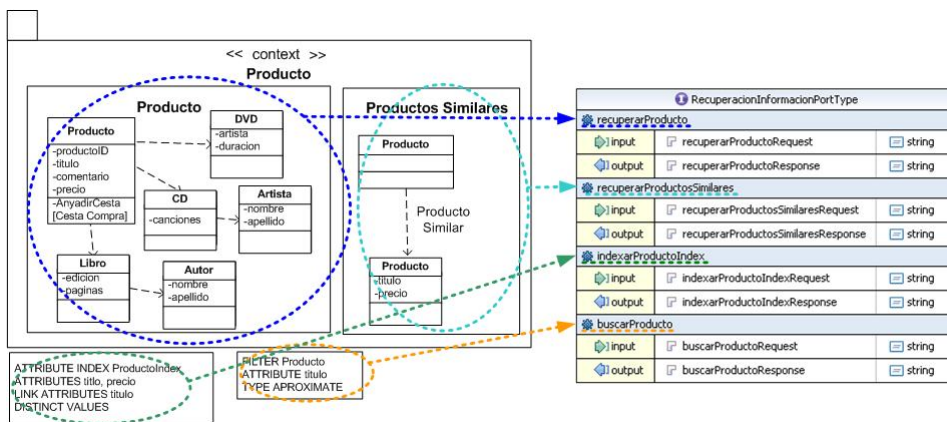 << context >>
Producto
Producto
Producto
-productoID
-titulo
-comentario
-precio
-AnyadirCesta
[Cesta Compra]
DVD
-artista
-duracion
CD
-canciones
Artista
-nombre
-apellido
Libro
-edicion
-paginas
Autor
-nombre
-apellido
Productos Similares
Producto
Producto
Similar
Producto
-titulo
-precio
ATTRIBUTE INDEX ProductoIndex
ATTRIBUTES titlo, precio
LINK ATTRIBUTES titulo
DISTINCT VALUES
FILTER Producto
ATTRIBUTE titulo
TYPE APROXIMATE
RecuperacionInformacionPortType
recuperarProducto
input recuperarProductoRequest string
output recuperarProductoResponse string
recuperarProductosSimilares
input recuperarProductosSimilaresRequest string
output recuperarProductosSimilaresResponse string
indexarProductoIndex
input indexarProductoIndexRequest string
output indexarProductoIndexResponse string
buscarProducto
input buscarProductoRequest string
output buscarProductoResponse string